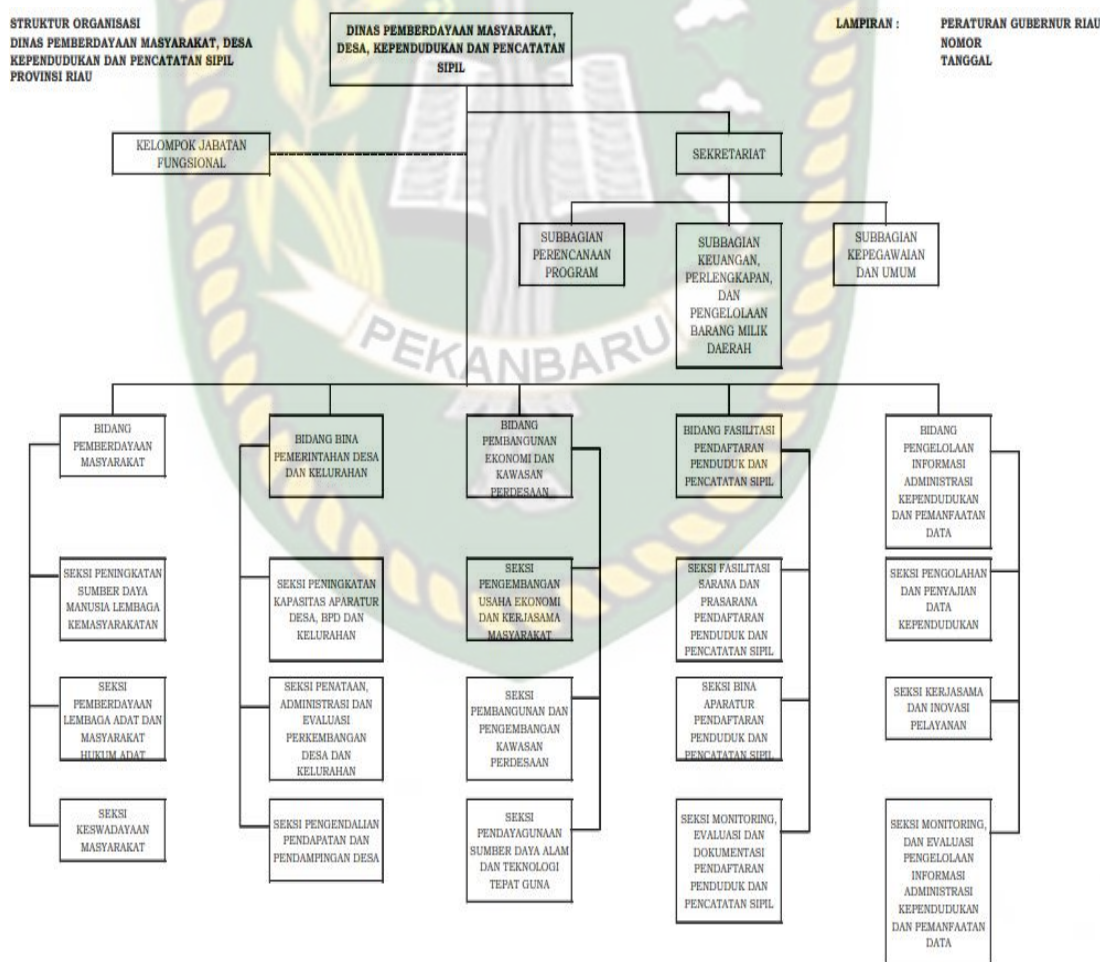 STRUKTUR ORGANISASI
DINAS PEMBERDAYAAN MASYARAKAT, DESA
KEPENDUDUKAN DAN PENCATATAN SIPIL
PROVINSI RIAU
DINAS PEMBERDAYAAN MASYARAKAT,
DESA, KEPENDUDUKAN DAN PENCATATAN
SIPIL
LAMPIRAN : PERATURAN GUBERNUR RIAU
NOMOR
TANGGAL
KELOMPOK JABATAN
FUNGSIONAL
SEKRETARIAT
SUBBAGIAN
PERENCANAAN
PROGRAM
SUBBAGIAN
KEUANGAN,
PERLENGKAPAN,
DAN
PENGELOLAAN
BARANG MILIK
DAERAH
SUBBAGIAN
KEPEGAWAIAN
DAN UMUM
PEKANBARU
BIDANG
PEMBERDAYAAN
MASYARAKAT
BIDANG BINA
PEMERINTAHAN DESA
DAN KELURAHAN
BIDANG
PEMBANGUNAN
EKONOMI DAN
KAWASAN
PERDESAAN
BIDANG FASILITASI
PENDAFTARAN
PENDUDUK DAN
PENCATATAN SIPIL
BIDANG
PENGELOLAAN
INFORMASI
ADMINISTRASI
KEPENDUDUKAN
DAN PEMANFAATAN
DATA
SEKSI PENINGKATAN
SUMBER DAYA
MANUSIA LEMBAGA
KEMASYARAKATAN
SEKSI PENINGKATAN
KAPASITAS APARATUR
DESA, BPD DAN
KELURAHAN
SEKSI
PENGEMBANGAN
USAHA EKONOMI
DAN KERJASAMA
MASYARAKAT
SEKSI FASILITASI
SARANA DAN
PRASARANA
PENDAFTARAN
PENDUDUK DAN
PENCATATAN SIPIL
SEKSI PENGOLAHAN
DAN PENYAJIAN
DATA
KEPENDUDUKAN
SEKSI
PEMBERDAYAAN
LEMBAGA ADAT DAN
MASYARAKAT
HUKUM ADAT
SEKSI PENATAAN,
ADMINISTRASI DAN
EVALUASI
PERKEMBANGAN
DESA DAN
KELURAHAN
SEKSI
PEMBANGUNAN DAN
PENGEMBANGAN
KAWASAN
PERDESAAN
SEKSI BINA
APARATUR
PENDAFTARAN
PENDUDUK DAN
PENCATATAN SIPIL
SEKSI KERJASAMA
DAN INOVASI
PELAYANAN
SEKSI
KESWADAYAAN
MASYARAKAT
SEKSI PENGENDALIAN
PENDAPATAN DAN
PENDAMPINGAN DESA
SEKSI
PENDAYAGUNAAN
SUMBER DAYA ALAM
DAN TEKNOLOGI
TEPAT GUNA
SEKSI MONITORING,
EVALUASI DAN
DOKUMENTASI
PENDAFTARAN
PENDUDUK DAN
PENCATATAN SIPIL
SEKSI MONITORING,
DAN EVALUASI
PENGELOLAAN
INFORMASI
ADMINISTRASI
KEPENDUDUKAN
DAN PEMANFAATAN
DATA